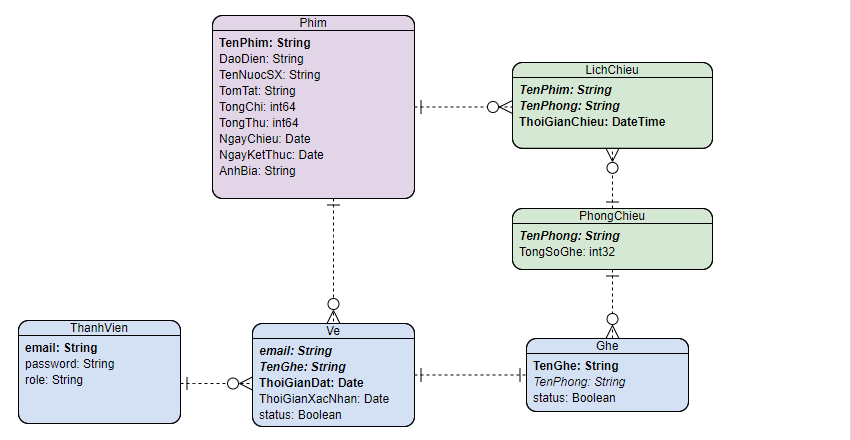 Phim
TenPhim: String
DaoDien: String
TenNuocSX: String
TomTat: String
TongChi: int64
TongThu: int64
NgayChieu: Date
NgayKetThuc: Date
AnhBia: String
LichChieu
TenPhim: String
TenPhong: String
ThoiGianChieu: DateTime
PhongChieu
TenPhong: String
TongSoGhe: int32
ThanhVien
email: String
password: String
role: String
Ve
email: String
TenGhe: String
ThoiGianDat: Date
ThoiGianXacNhan: Date
status: Boolean
Ghe
TenGhe: String
TenPhong: String
status: Boolean